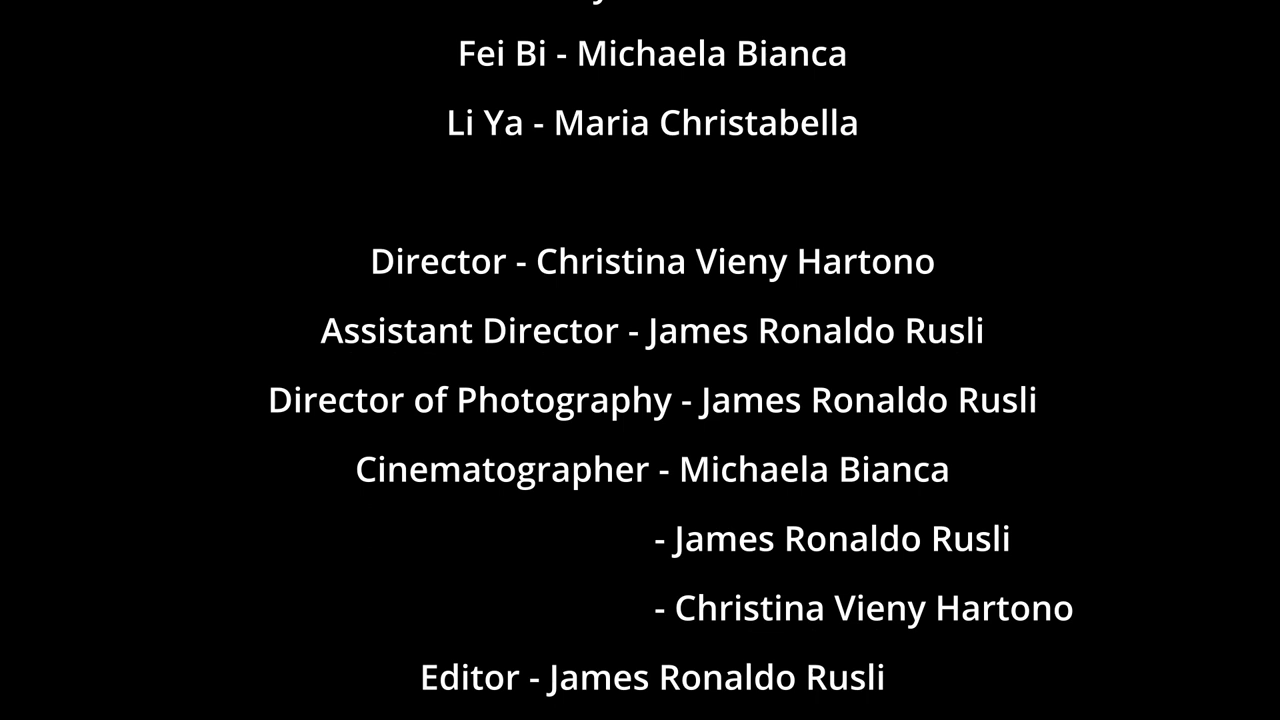 Fei Bi - Michaela Bianca
Li Ya - Maria Christabella
Director - Christina Vieny Hartono
Assistant Director - James Ronaldo Rusli
Director of Photography - James Ronaldo Rusli
Cinematographer - Michaela Bianca
- James Ronaldo Rusli
- Christina Vieny Hartono
Editor - James Ronaldo Rusli